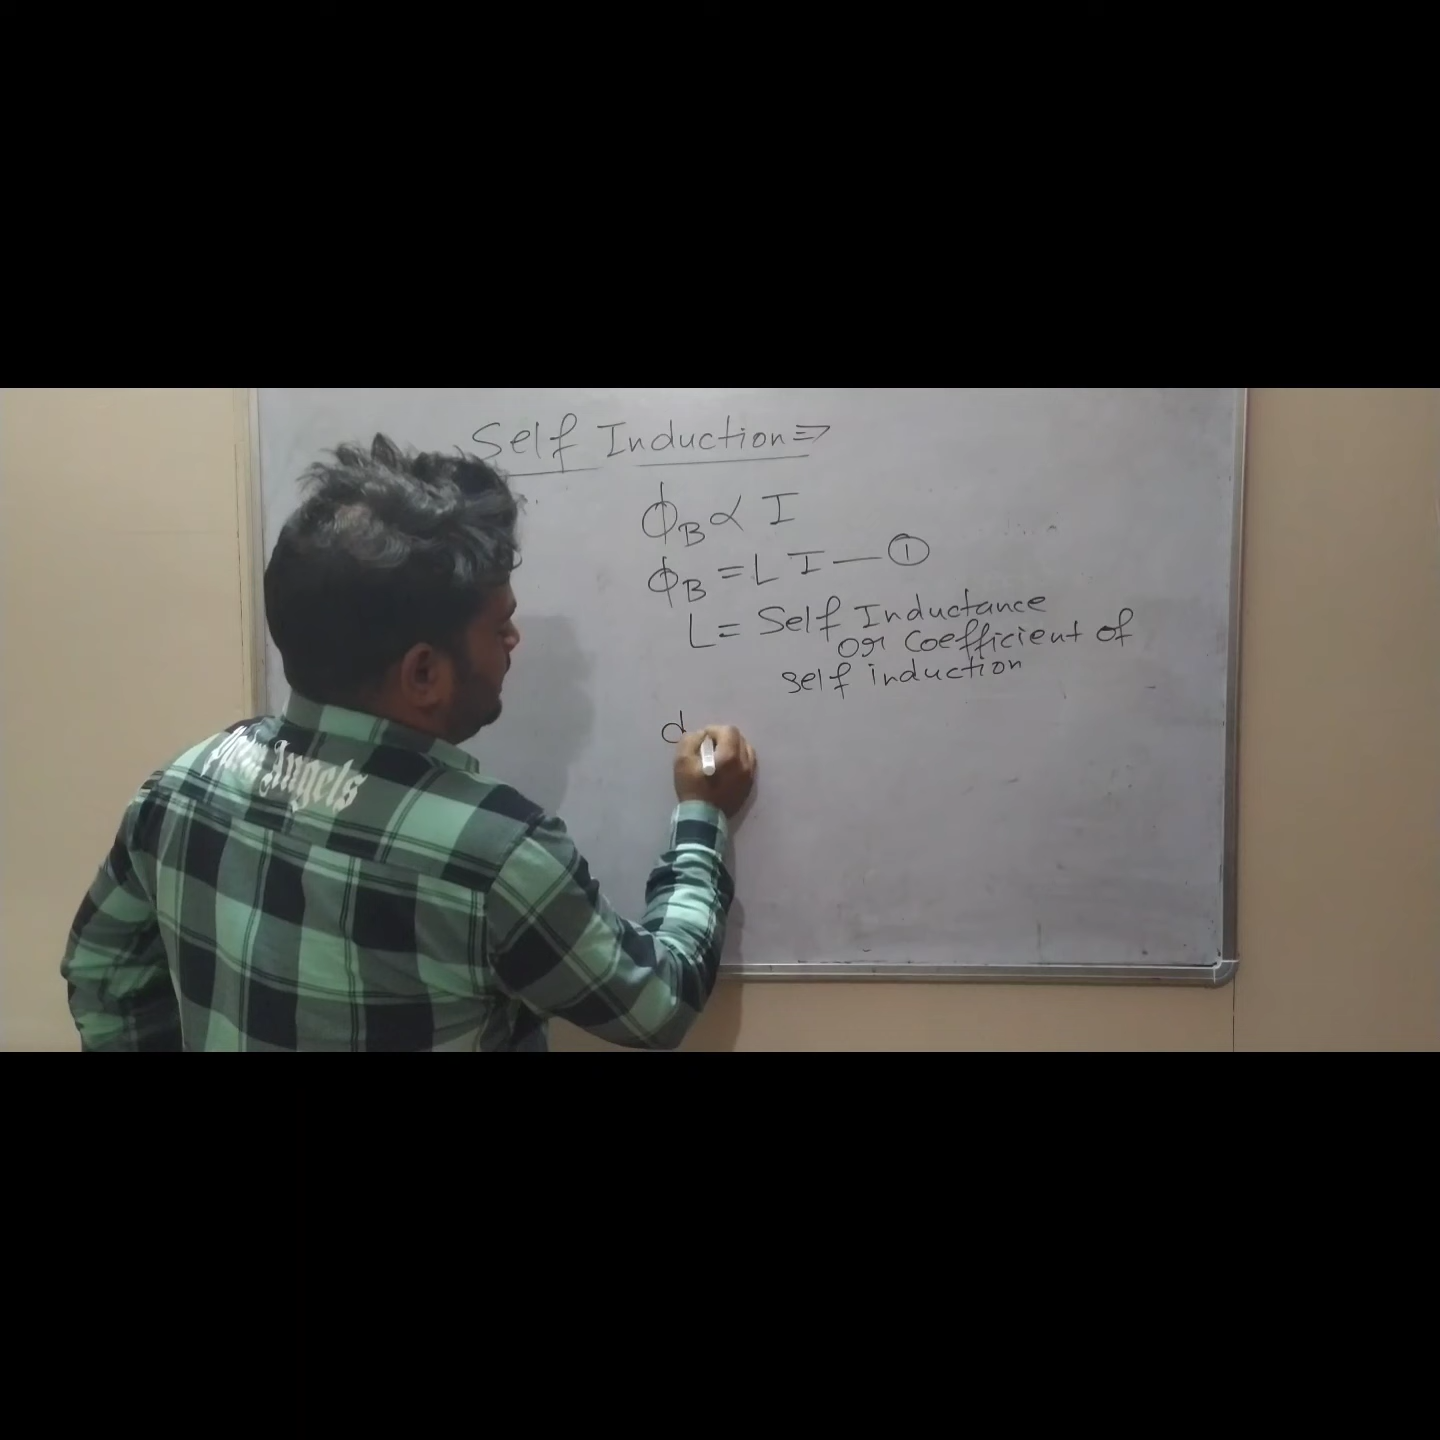 Self Induction ⇒
ϕB ∝ I
ϕB = L I — ①
L = Self Inductance
or coefficient of
self induction
d
Angels